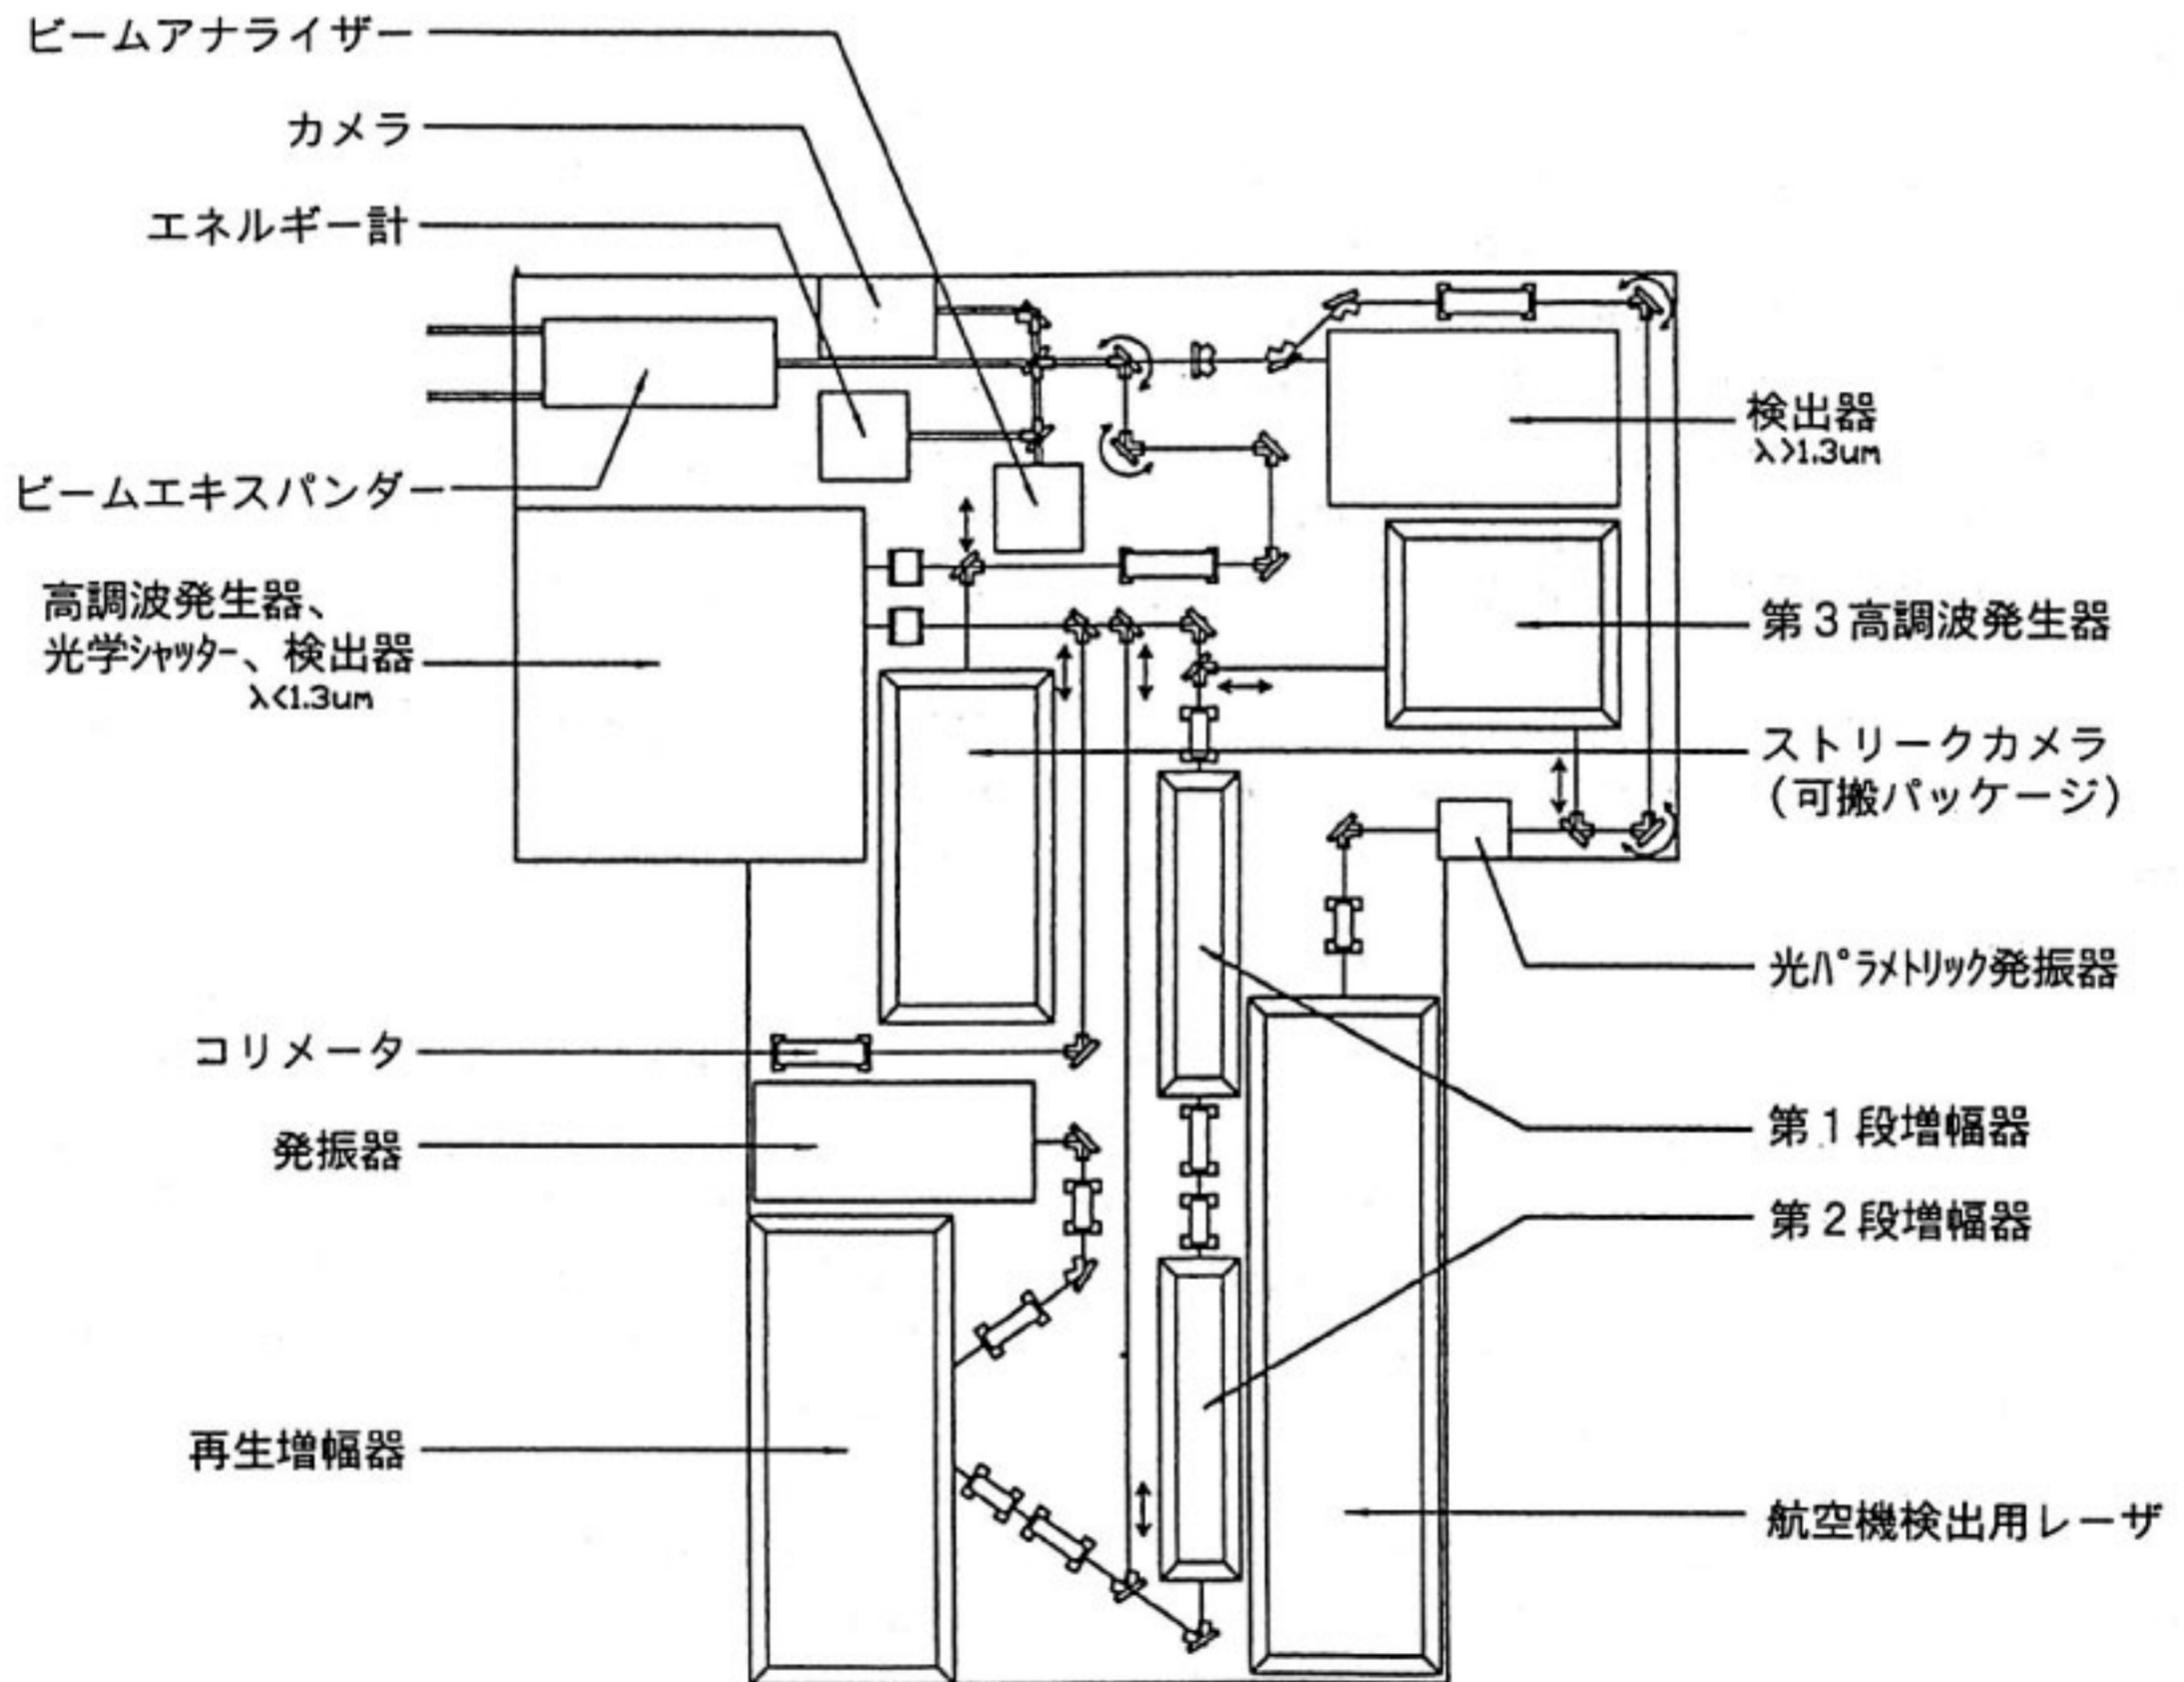 ビームアナライザー
カメラ
エネルギー計
ビームエキスパンダー
高調波発生器、
光学シャッター、検出器
λ<1.3um
コリメータ
発振器
再生増幅器
検出器
λ>1.3um
第3高調波発生器
ストリークカメラ
（可搬パッケージ）
光パラメトリック発振器
第1段増幅器
第2段増幅器
航空機検出用レーザ